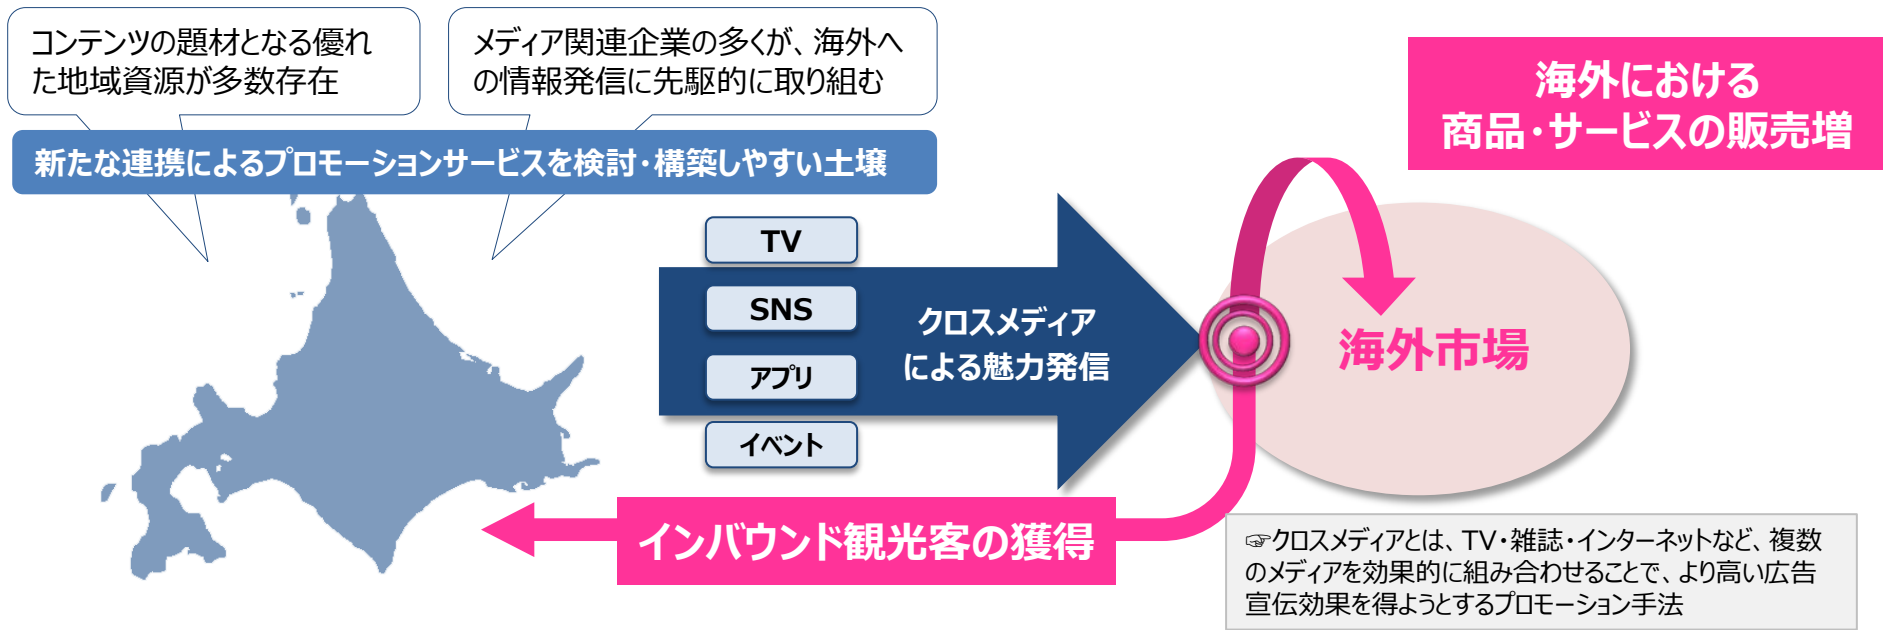 コンテンツの題材となる優れ
た地域資源が多数存在
メディア関連企業の多くが、海外へ
の情報発信に先駆的に取り組む
新たな連携によるプロモーションサービスを検討・構築しやすい土壌
海外における
商品・サービスの販売増
TV
SNS
アプリ
イベント
クロスメディア
による魅力発信
海外市場
インバウンド観光客の獲得
☞クロスメディアとは、TV・雑誌・インターネットなど、複数
のメディアを効果的に組み合わせることで、より高い広告
宣伝効果を得ようとするプロモーション手法